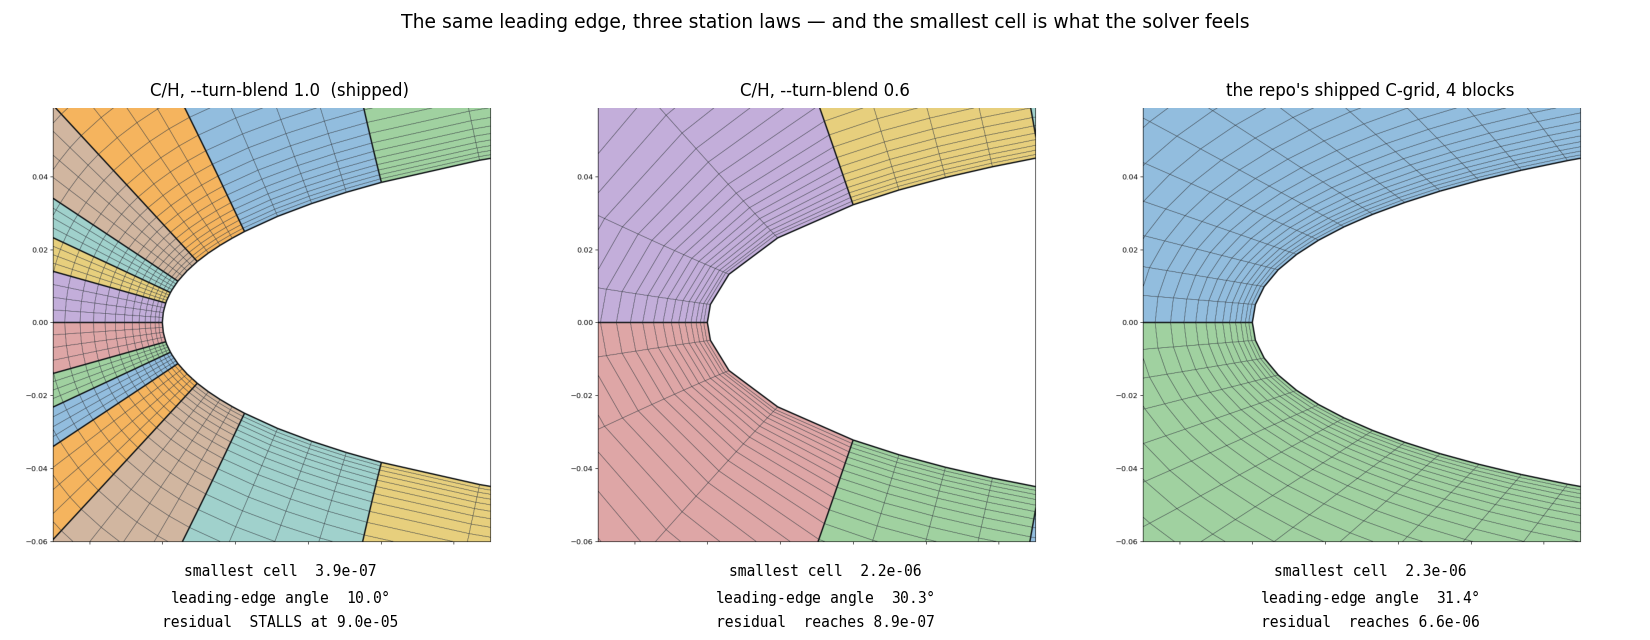 The same leading edge, three station laws — and the smallest cell is what the solver feels
C/H, --turn-blend 1.0 (shipped)
0.04
0.02
0.00
−0.02
−0.04
−0.06
smallest cell 3.9e-07
leading-edge angle 10.0°
residual STALLS at 9.0e-05
C/H, --turn-blend 0.6
0.04
0.02
0.00
−0.02
−0.04
−0.06
smallest cell 2.2e-06
leading-edge angle 30.3°
residual reaches 8.9e-07
the repo's shipped C-grid, 4 blocks
0.04
0.02
0.00
−0.02
−0.04
−0.06
smallest cell 2.3e-06
leading-edge angle 31.4°
residual reaches 6.6e-06